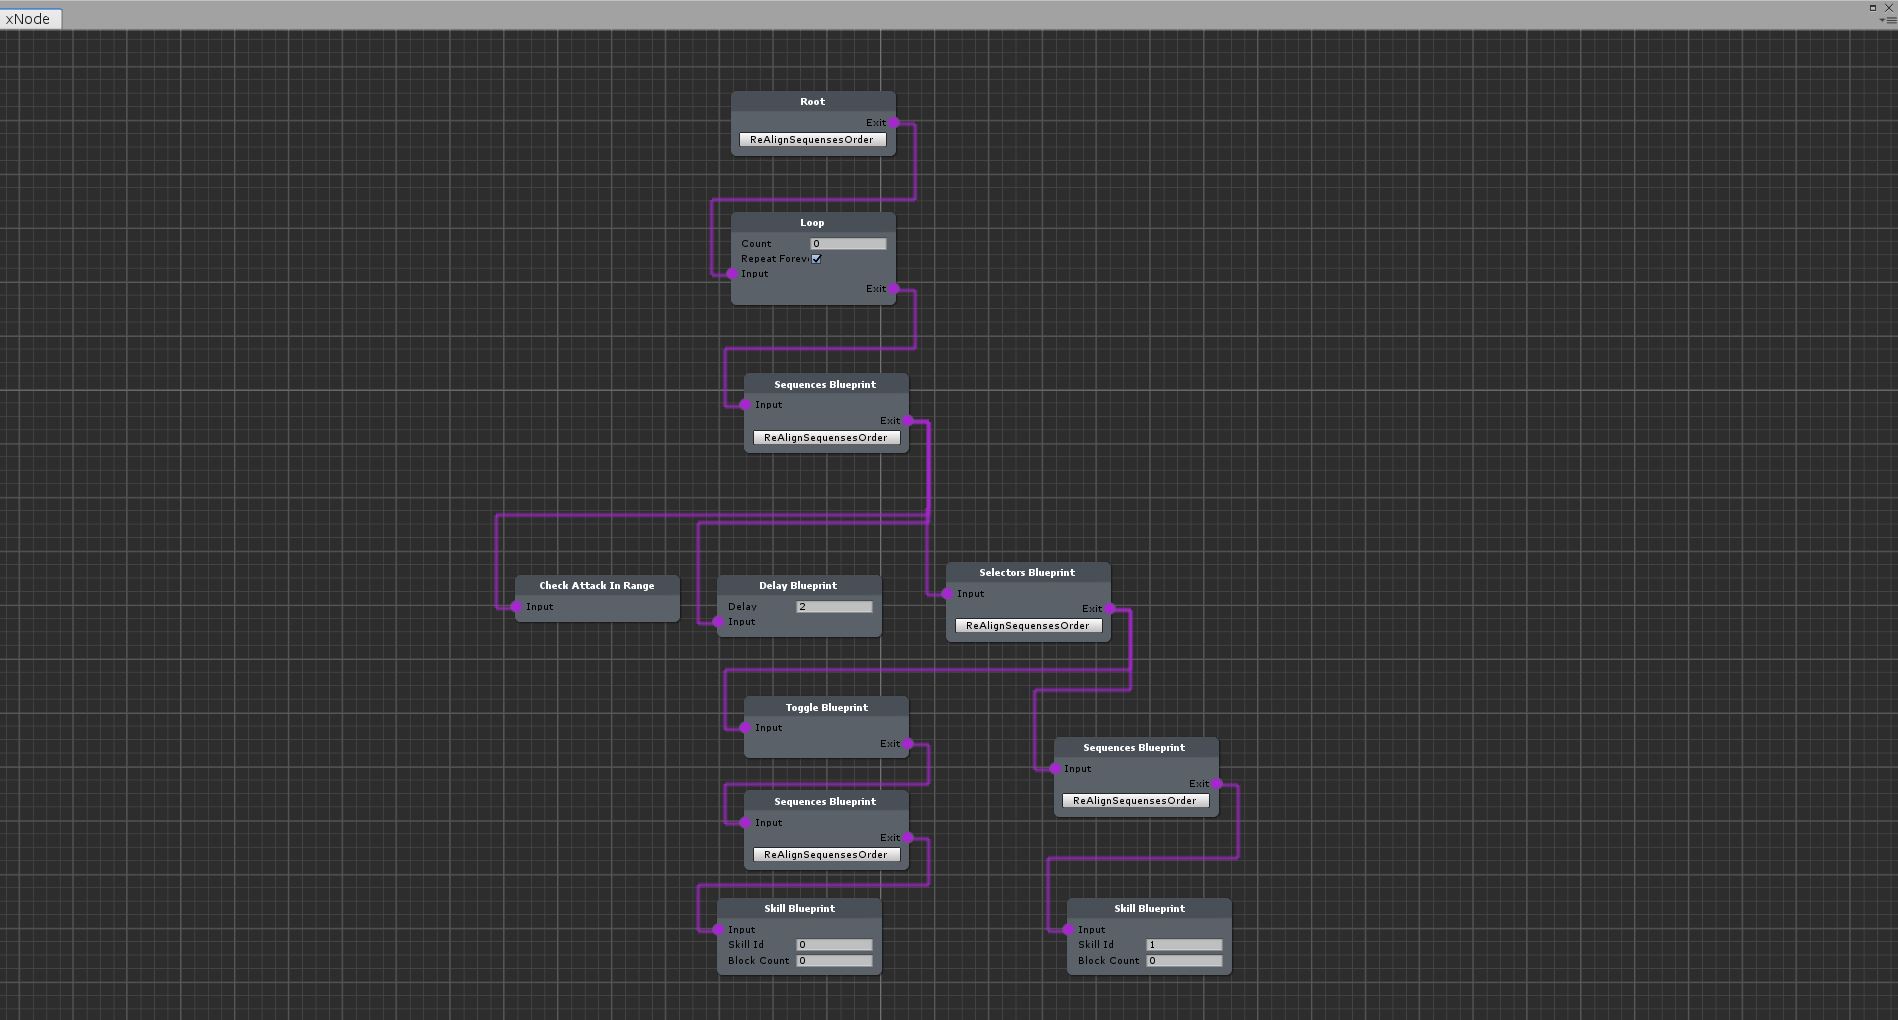 xNode
Root
Exit
ReAlignSequensesOrder
Loop
Count 0
Repeat Forev
Input
Exit
Sequences Blueprint
Input
Exit
ReAlignSequensesOrder
Check Attack In Range
Input
Delay Blueprint
Delay 2
Input
Selectors Blueprint
Input
Exit
ReAlignSequensesOrder
Toggle Blueprint
Input
Exit
Sequences Blueprint
Input
Exit
ReAlignSequensesOrder
Sequences Blueprint
Input
Exit
ReAlignSequensesOrder
Skill Blueprint
Input
Skill Id 0
Block Count 0
Skill Blueprint
Input
Skill Id 1
Block Count 0